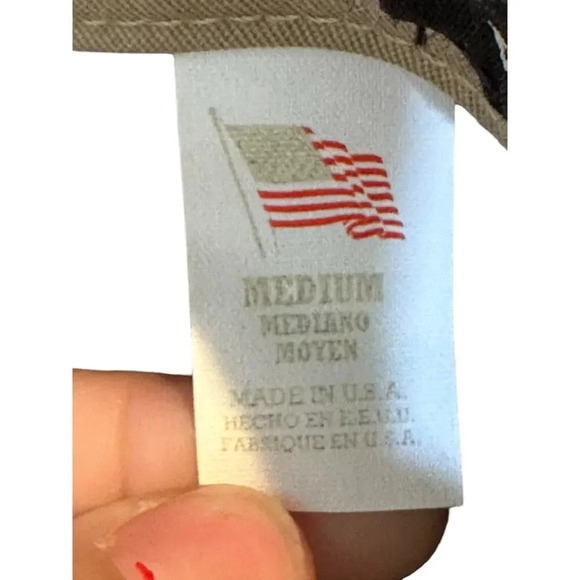 MEDIUM
MEDIANO
MOYEN
MADE IN U.S.A.
HECHO EN E.E.U.U.
FABRIQUE EN U.S.A.